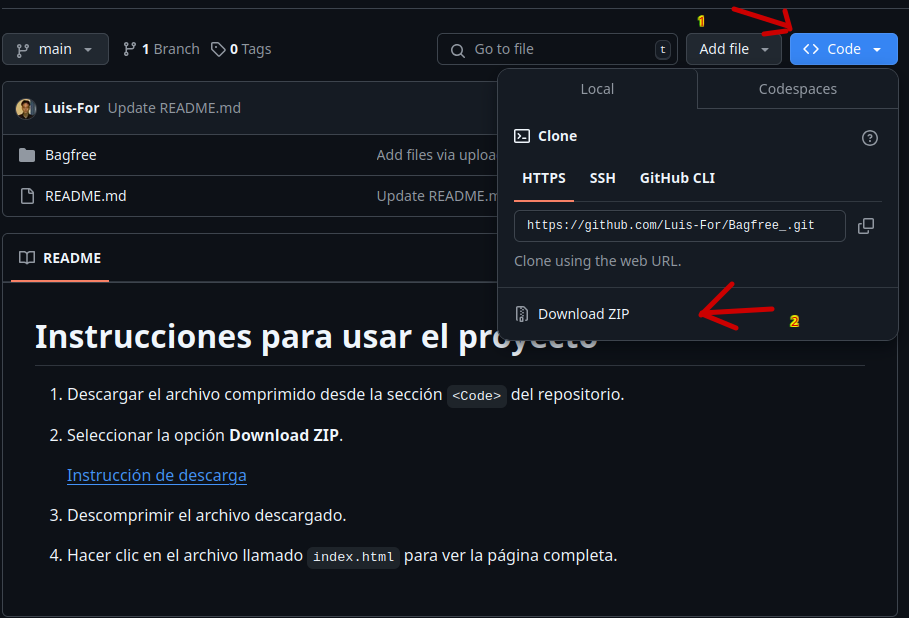 1
main 1 Branch 0 Tags Go to file t Add file <> Code
Local Codespaces
Luis-For Update README.md
Clone
Bagfree Add files via uploa
HTTPS SSH GitHub CLI
README.md Update README.m
https://github.com/Luis-For/Bagfree_.git
README
Clone using the web URL.
Download ZIP
2
Instrucciones para usar el proyecto
1. Descargar el archivo comprimido desde la sección <Code> del repositorio.
2. Seleccionar la opción Download ZIP.
Instrucción de descarga
3. Descomprimir el archivo descargado.
4. Hacer clic en el archivo llamado index.html para ver la página completa.